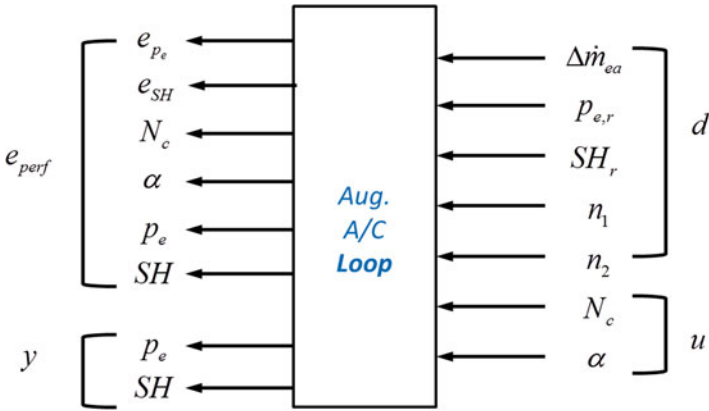 e_{p_e}
e_{SH}
N_c
α
p_e
SH
e_{perf}
p_e
SH
y
Aug.
A/C
Loop
Δṁ_{ea}
p_{e,r}
SH_r
n_1
n_2
d
N_c
α
u